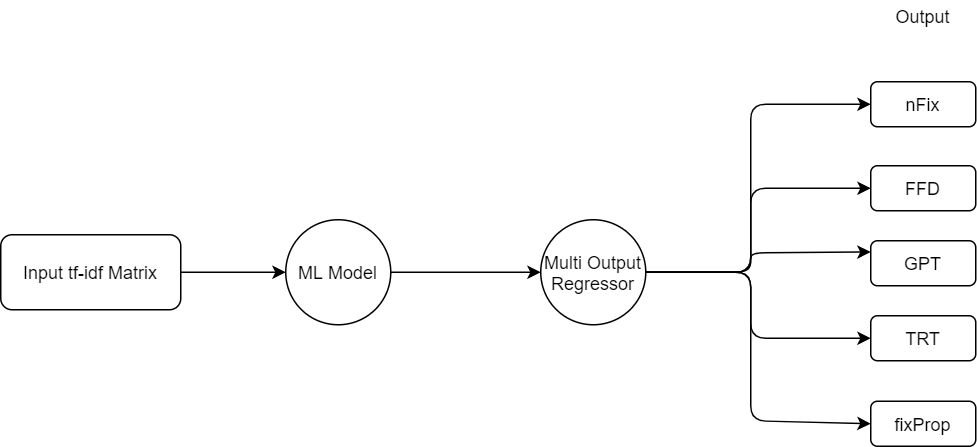 Output
nFix
FFD
Input tf-idf Matrix
ML Model
Multi Output
Regressor
GPT
TRT
fixProp